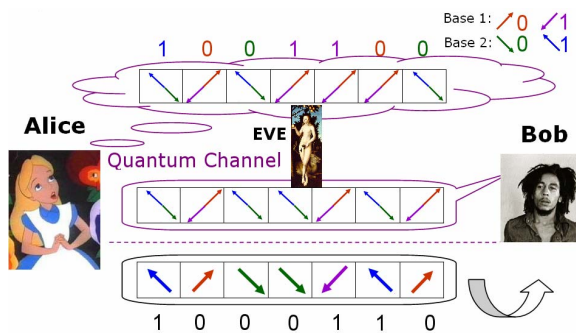 Base 1: 0 1
Base 2: 0 1
1 0 0 1 1 0 0
Alice
EVE
Bob
Quantum Channel
1 0 0 0 1 1 0